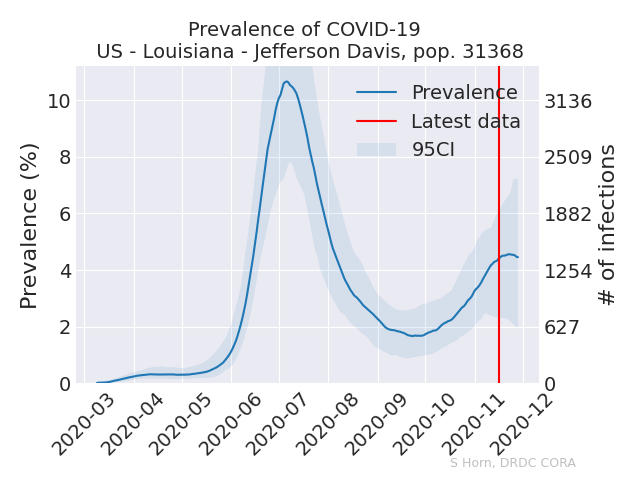 Prevalence of COVID-19
US - Louisiana - Jefferson Davis, pop. 31368
Prevalence (%)
10
8
6
4
2
0
Prevalence
Latest data
95CI
3136
2509
1882
1254
627
0
# of infections
2020-03
2020-04
2020-05
2020-06
2020-07
2020-08
2020-09
2020-10
2020-11
2020-12
S Horn, DRDC CORA